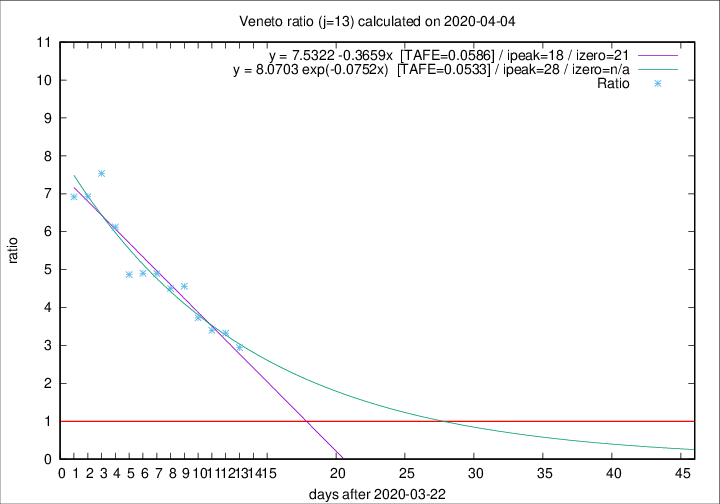 Veneto ratio (j=13) calculated on 2020-04-04
y = 7.5322 -0.3659x [TAFE=0.0586] / ipeak=18 / izero=21
y = 8.0703 exp(-0.0752x) [TAFE=0.0533] / ipeak=28 / izero=n/a
Ratio
11
10
9
8
7
6
5
4
3
2
1
0
ratio
0 1 2 3 4 5 6 7 8 9 10 11 12 13 14 15 20 25 30 35 40 45
days after 2020-03-22